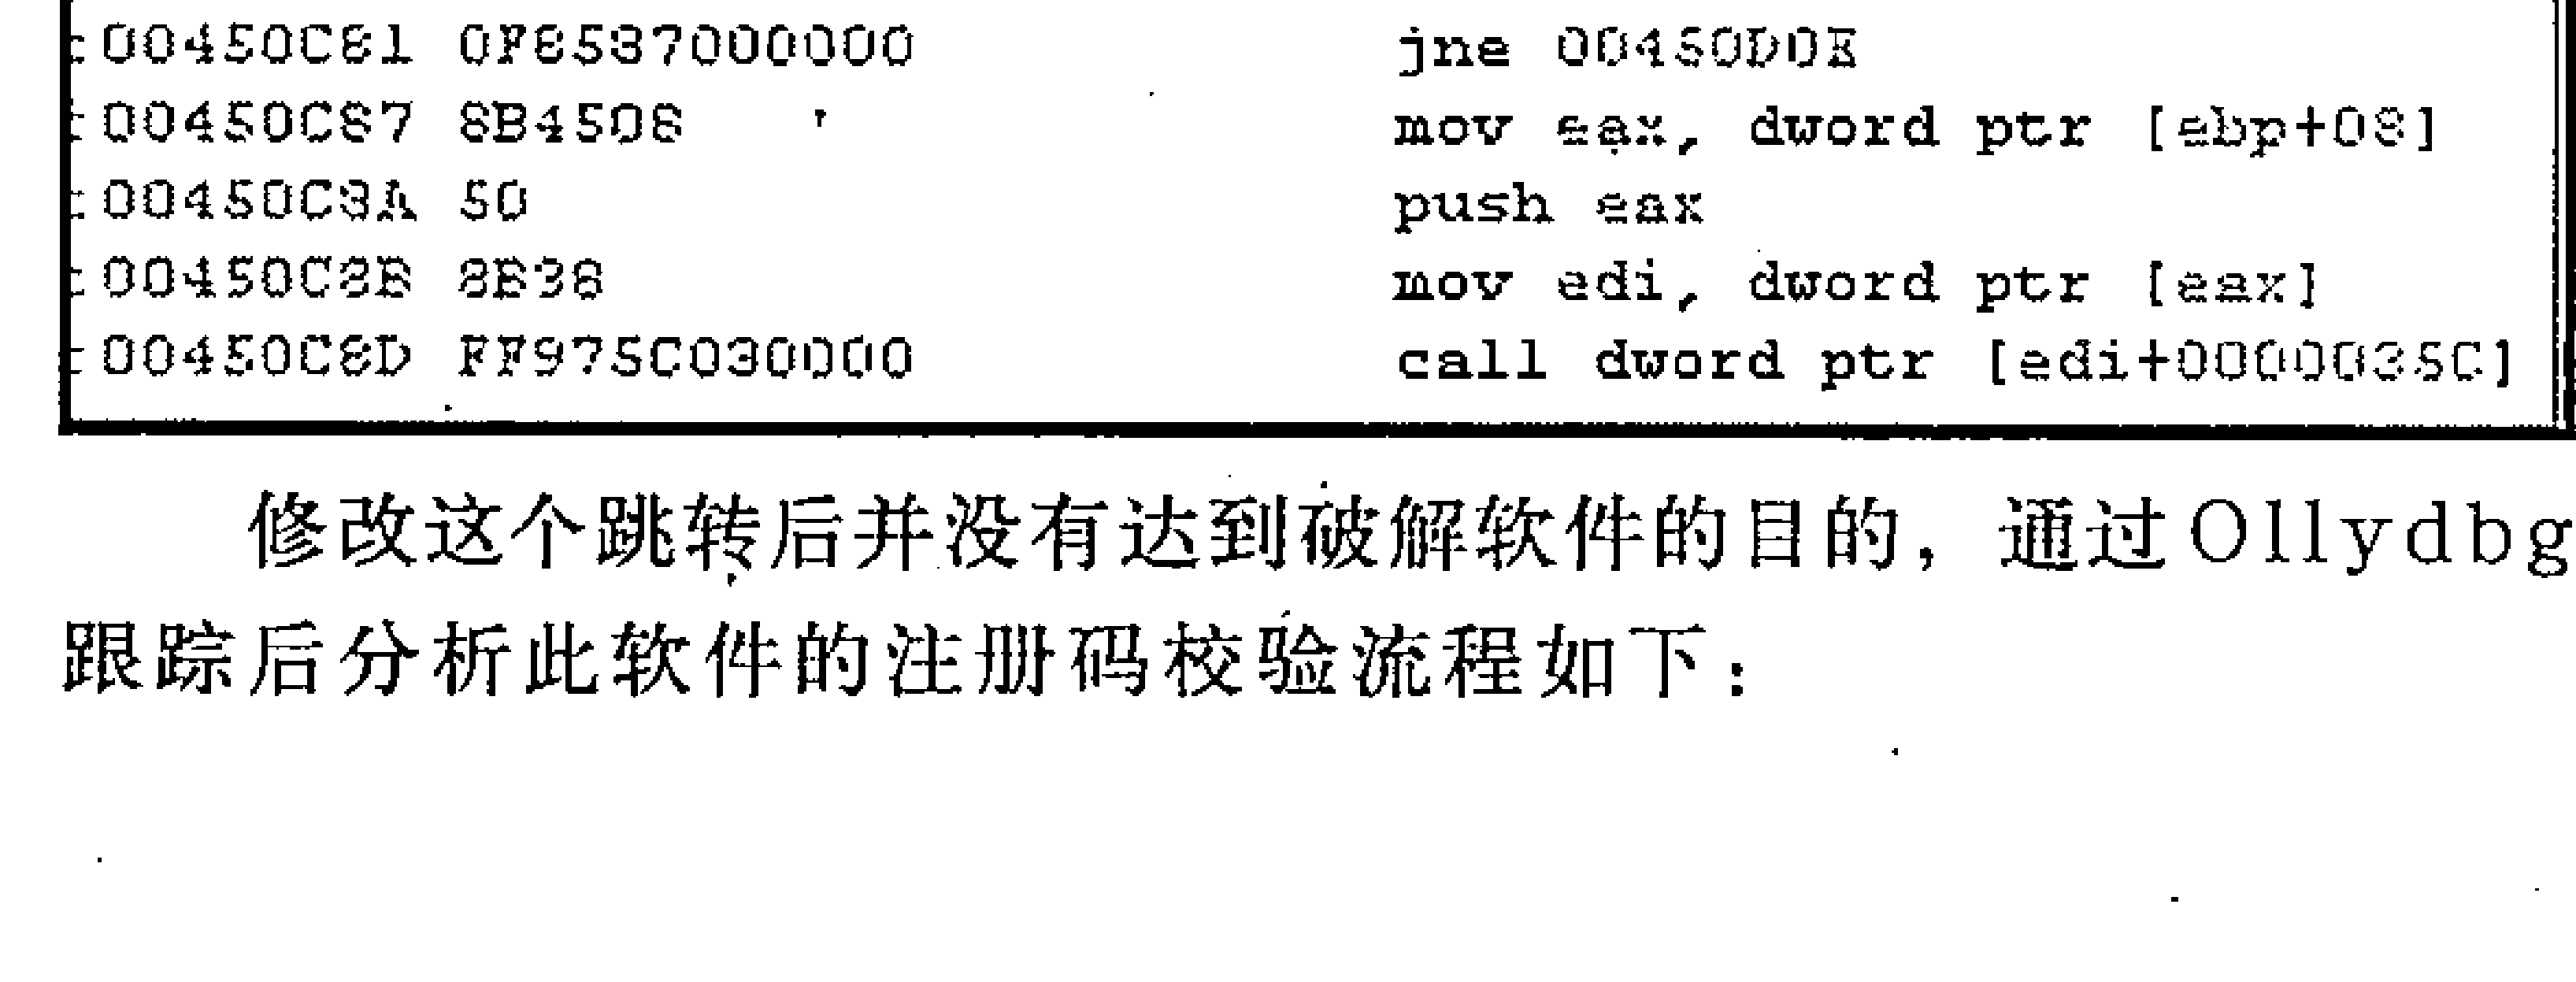 :00450C81 0F8587000000 jne 00450D0E
:00450C87 8B4508 mov eax, dword ptr [ebp+08]
:00450C8A 50 push eax
:00450C8B 8B38 mov edi, dword ptr [eax]
:00450C8D FF975C030000 call dword ptr [edi+0000035C]
修改这个跳转后并没有达到破解软件的目的，通过Ollydbg
跟踪后分析此软件的注册码校验流程如下：